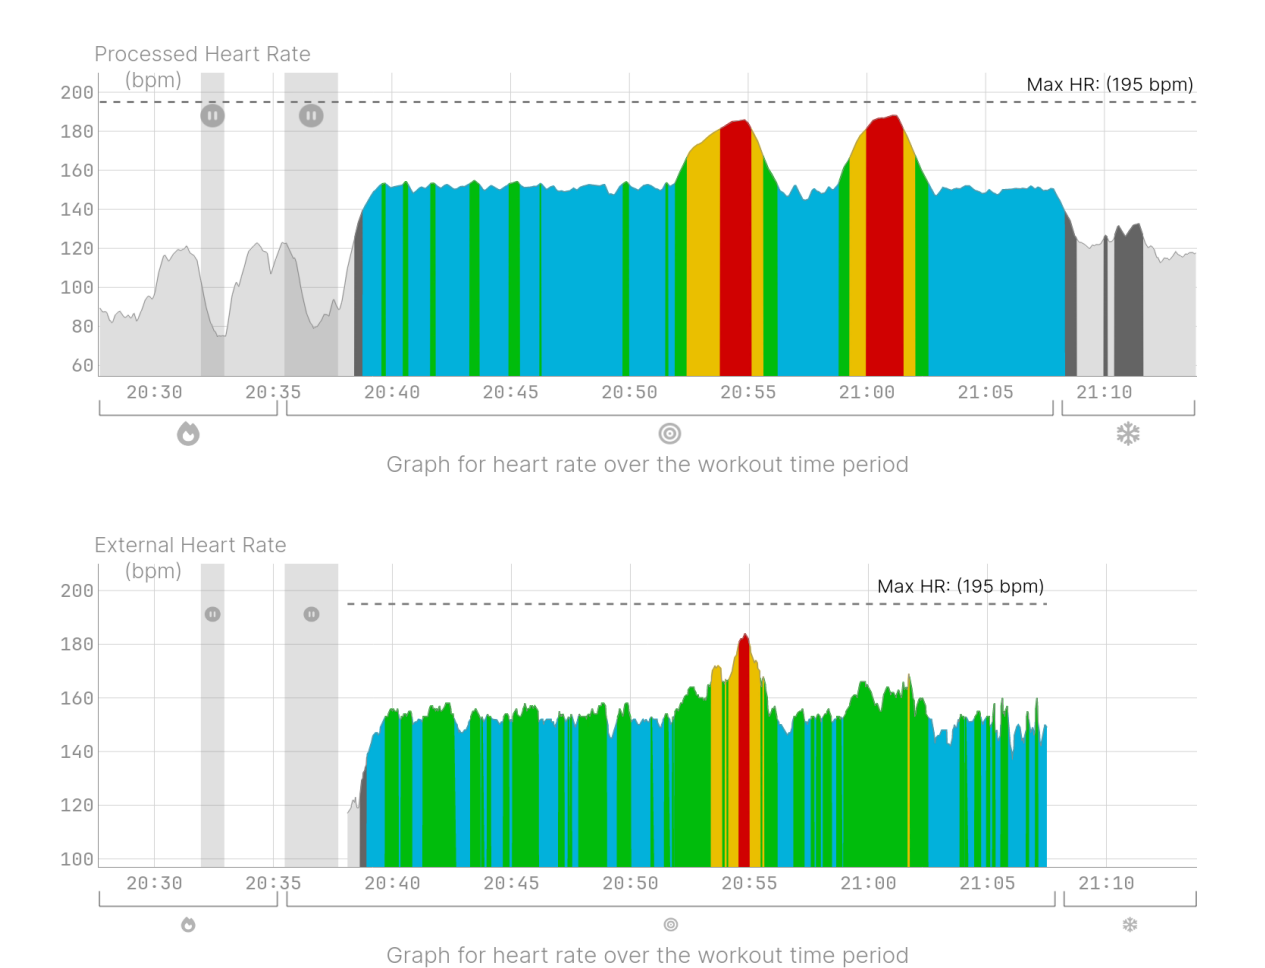 Processed Heart Rate
(bpm)
Max HR: (195 bpm)
200
180
160
140
120
100
80
60
20:30 20:35 20:40 20:45 20:50 20:55 21:00 21:05 21:10
Graph for heart rate over the workout time period
External Heart Rate
(bpm)
Max HR: (195 bpm)
200
180
160
140
120
100
20:30 20:35 20:40 20:45 20:50 20:55 21:00 21:05 21:10
Graph for heart rate over the workout time period